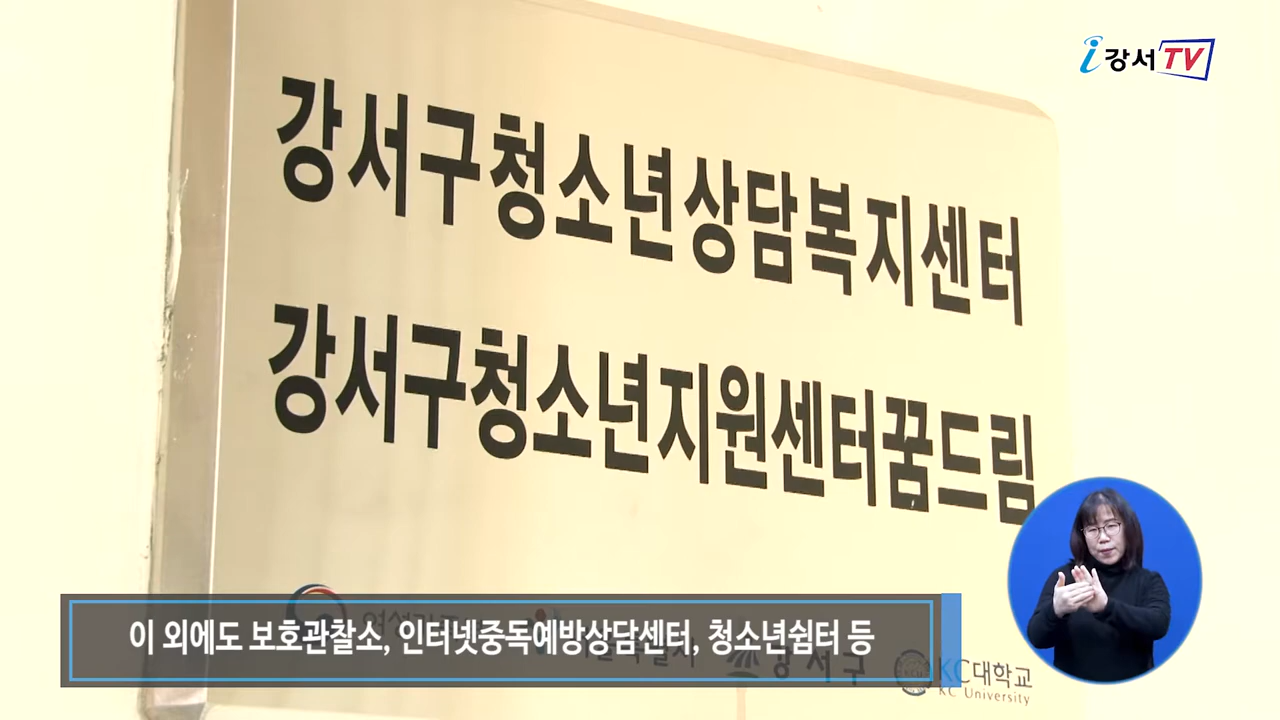 i강서TV
강서구청소년상담복지센터
강서구청소년지원센터꿈드림
이 외에도 보호관찰소, 인터넷중독예방상담센터, 청소년쉼터 등
강서구
KC대학교
KC University